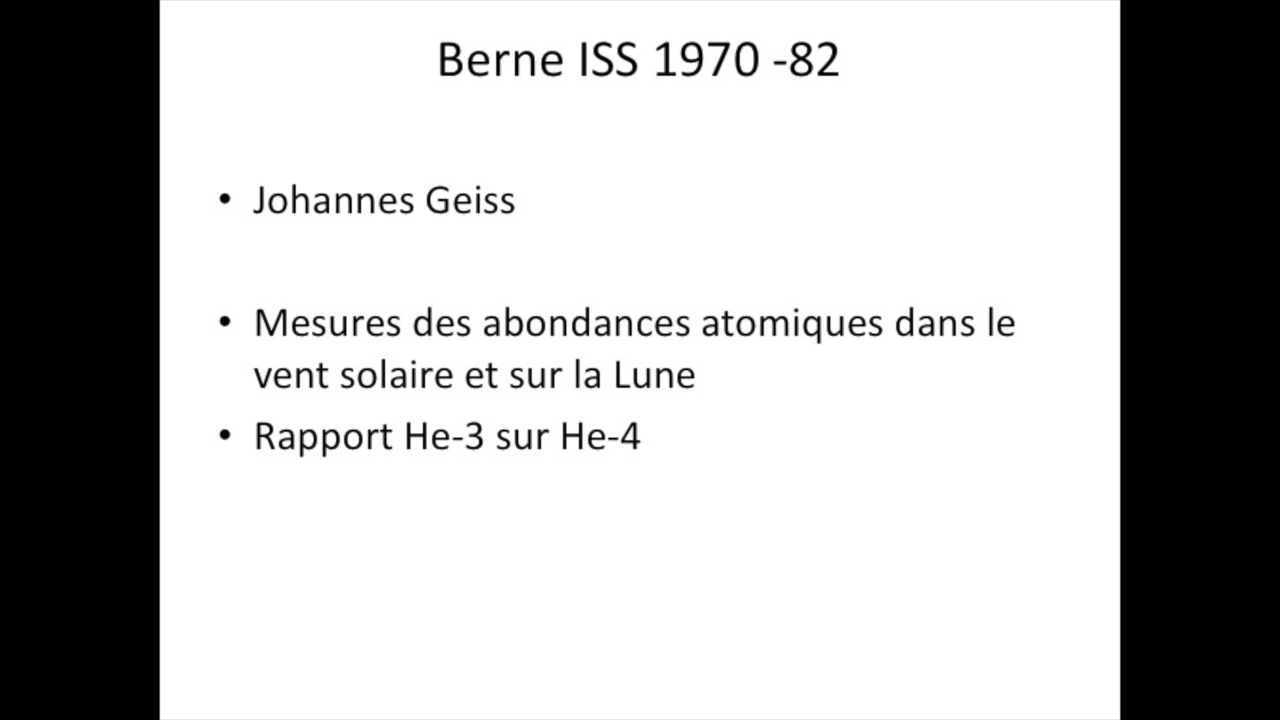 Berne ISS 1970 -82
• Johannes Geiss
• Mesures des abondances atomiques dans le
vent solaire et sur la Lune
• Rapport He-3 sur He-4